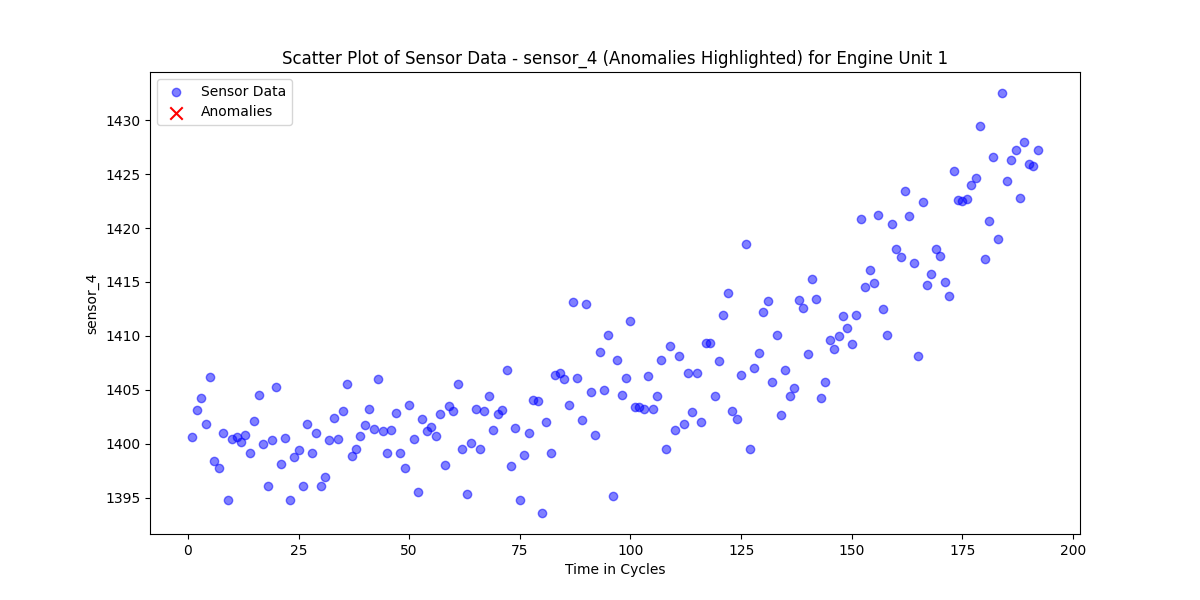 Scatter Plot of Sensor Data - sensor_4 (Anomalies Highlighted) for Engine Unit 1
Sensor Data
Anomalies
1430
1425
1420
1415
1410
1405
1400
1395
sensor_4
0 25 50 75 100 125 150 175 200
Time in Cycles